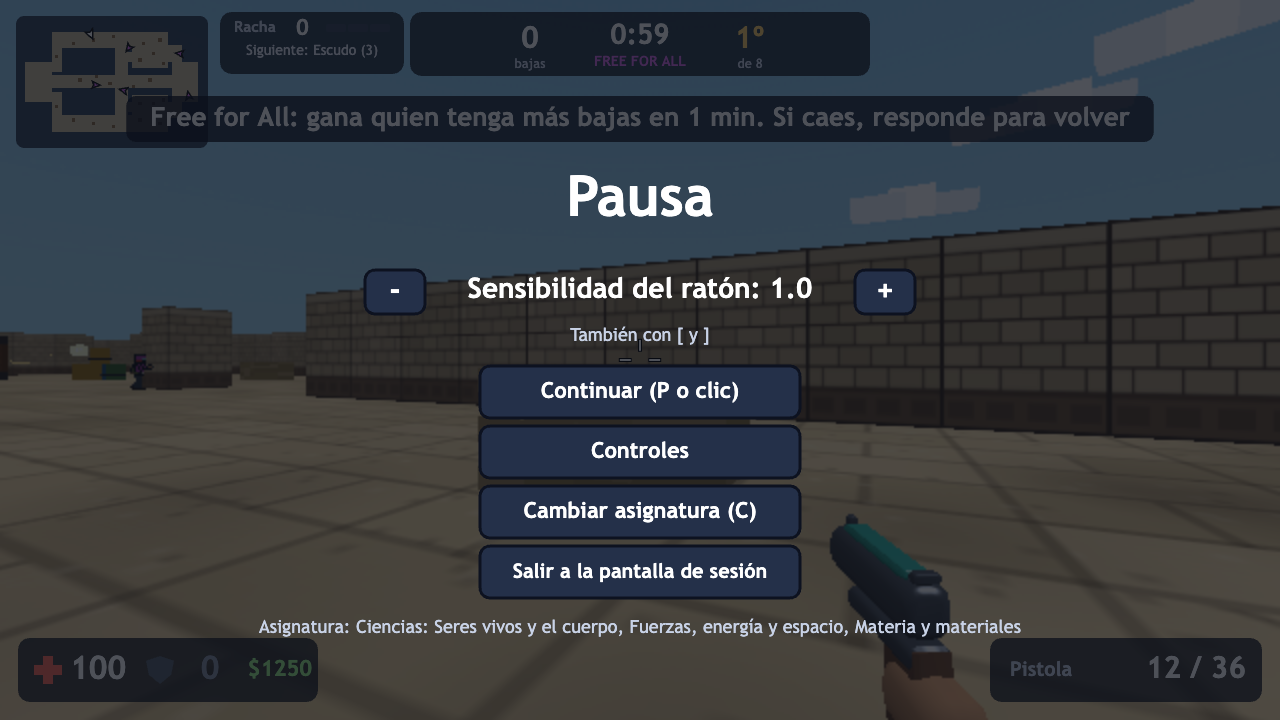 Racha 0
Siguiente: Escudo (3)
0
bajas
0:59
FREE FOR ALL
1º
de 8
Free for All: gana quien tenga más bajas en 1 min. Si caes, responde para volver
Pausa
-
Sensibilidad del ratón: 1.0
+
También con [ y ]
Continuar (P o clic)
Controles
Cambiar asignatura (C)
Salir a la pantalla de sesión
Asignatura: Ciencias: Seres vivos y el cuerpo, Fuerzas, energía y espacio, Materia y materiales
100
0
$1250
Pistola
12 / 36